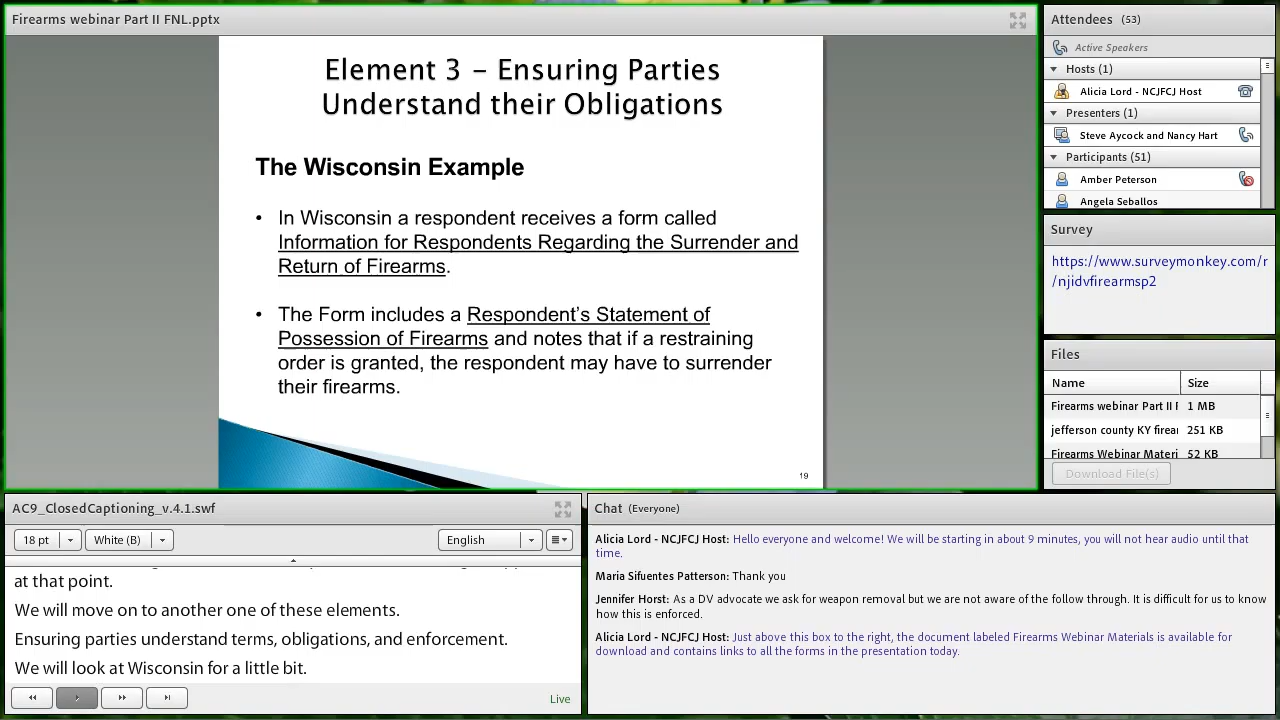 Firearms webinar Part II FNL.pptx
Element 3 – Ensuring Parties
Understand their Obligations
The Wisconsin Example
• In Wisconsin a respondent receives a form called
Information for Respondents Regarding the Surrender and
Return of Firearms.
• The Form includes a Respondent's Statement of
Possession of Firearms and notes that if a restraining
order is granted, the respondent may have to surrender
their firearms.
19
Attendees (53)
Active Speakers
Hosts (1)
Alicia Lord - NCJFCJ Host
Presenters (1)
Steve Aycock and Nancy Hart
Participants (51)
Amber Peterson
Angela Seballos
Survey
https://www.surveymonkey.com/r
/njidvfirearmsp2
Files
Name Size
Firearms webinar Part II 1 MB
jefferson county KY firear 251 KB
Firearms Webinar Materi 52 KB
Download File(s)
AC9_ClosedCaptioning_v.4.1.swf
18 pt White (B) English
at that point.
We will move on to another one of these elements.
Ensuring parties understand terms, obligations, and enforcement.
We will look at Wisconsin for a little bit.
Live
Chat (Everyone)
Alicia Lord - NCJFCJ Host: Hello everyone and welcome! We will be starting in about 9 minutes, you will not hear audio until that
time.
Maria Sifuentes Patterson: Thank you
Jennifer Horst: As a DV advocate we ask for weapon removal but we are not aware of the follow through. It is difficult for us to know
how this is enforced.
Alicia Lord - NCJFCJ Host: Just above this box to the right, the document labeled Firearms Webinar Materials is available for
download and contains links to all the forms in the presentation today.